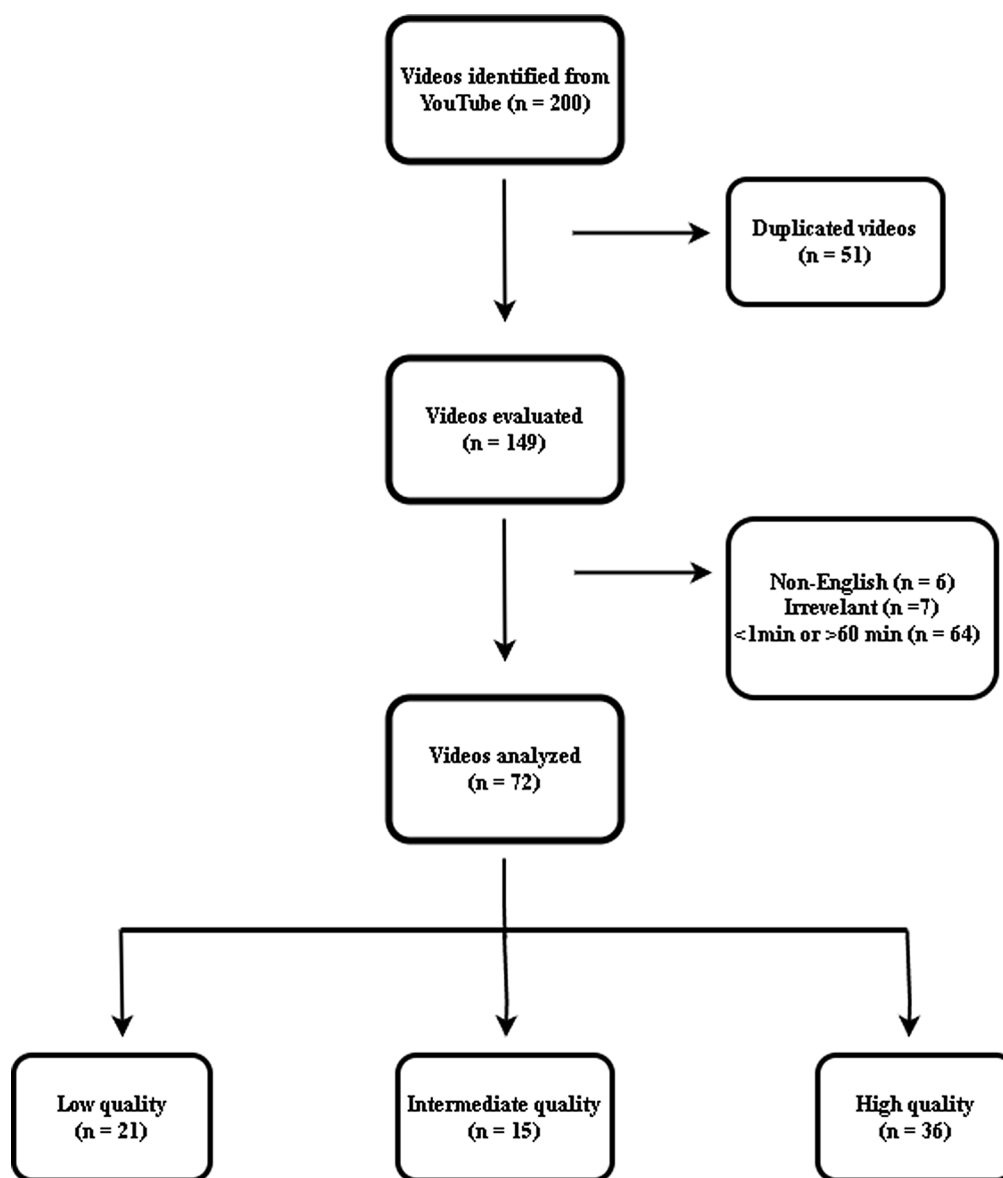 Videos identified from
YouTube (n = 200)
Duplicated videos
(n = 51)
Videos evaluated
(n = 149)
Non-English (n = 6)
Irrevelant (n =7)
<1min or >60 min (n = 64)
Videos analyzed
(n = 72)
Low quality
(n = 21)
Intermediate quality
(n = 15)
High quality
(n = 36)